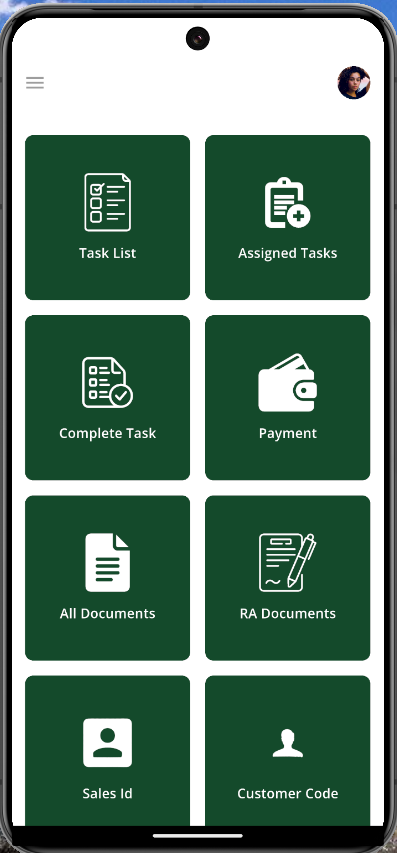 Task List
Assigned Tasks
Complete Task
Payment
All Documents
RA Documents
Sales Id
Customer Code